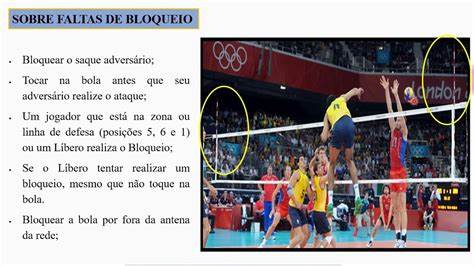 SOBRE FALTAS DE BLOQUEIO
• Bloquear o saque adversário;
• Tocar na bola antes que seu
adversário realize o ataque;
• Um jogador que está na zona ou
linha de defesa (posições 5, 6 e 1)
ou um Líbero realiza o Bloqueio;
• Se o Líbero tentar realizar um
bloqueio, mesmo que não toque na
bola.
• Bloquear a bola por fora da antena
da rede;
London